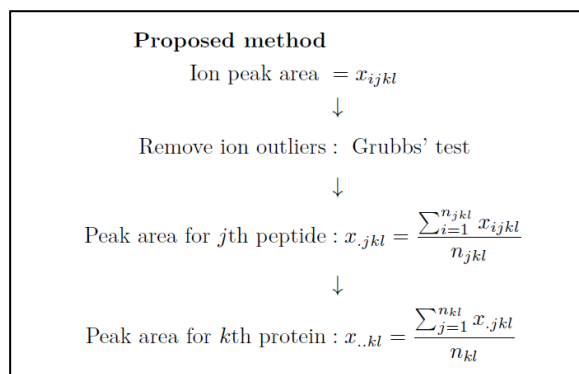 Proposed method
Ion peak area = x_{ijkl}
↓
Remove ion outliers : Grubbs' test
↓
Peak area for jth peptide : x_{.jkl} = \frac{\sum_{i=1}^{n_{jkl}} x_{ijkl}}{n_{jkl}}
↓
Peak area for kth protein : x_{..kl} = \frac{\sum_{j=1}^{n_{kl}} x_{.jkl}}{n_{kl}}